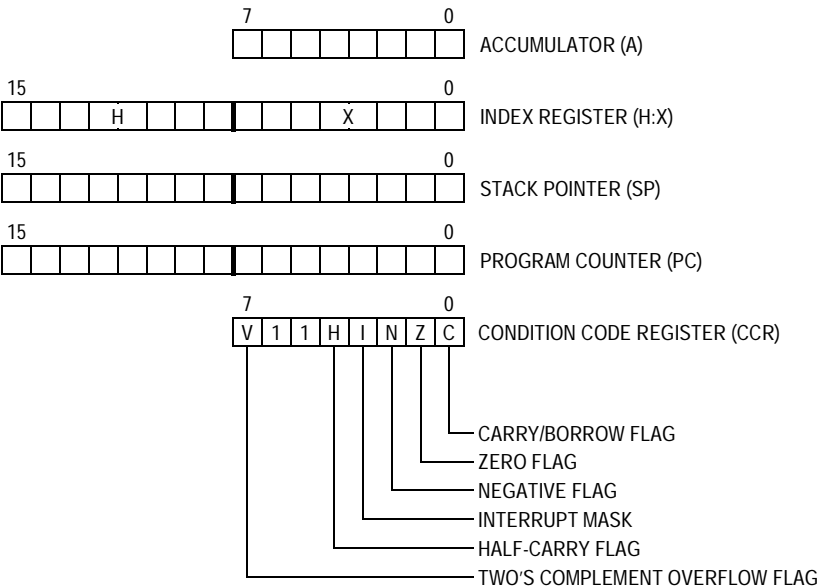 7 0
ACCUMULATOR (A)
15 0
H X INDEX REGISTER (H:X)
15 0
STACK POINTER (SP)
15 0
PROGRAM COUNTER (PC)
7 0
V 1 1 H I N Z C CONDITION CODE REGISTER (CCR)
CARRY/BORROW FLAG
ZERO FLAG
NEGATIVE FLAG
INTERRUPT MASK
HALF-CARRY FLAG
TWO'S COMPLEMENT OVERFLOW FLAG